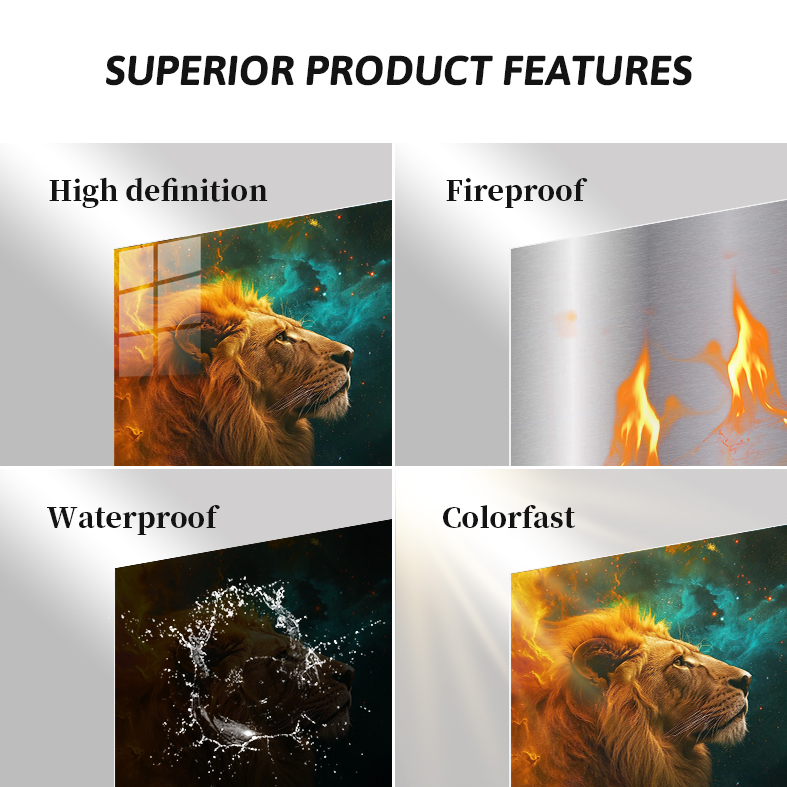 SUPERIOR PRODUCT FEATURES
High definition
Fireproof
Waterproof
Colorfast